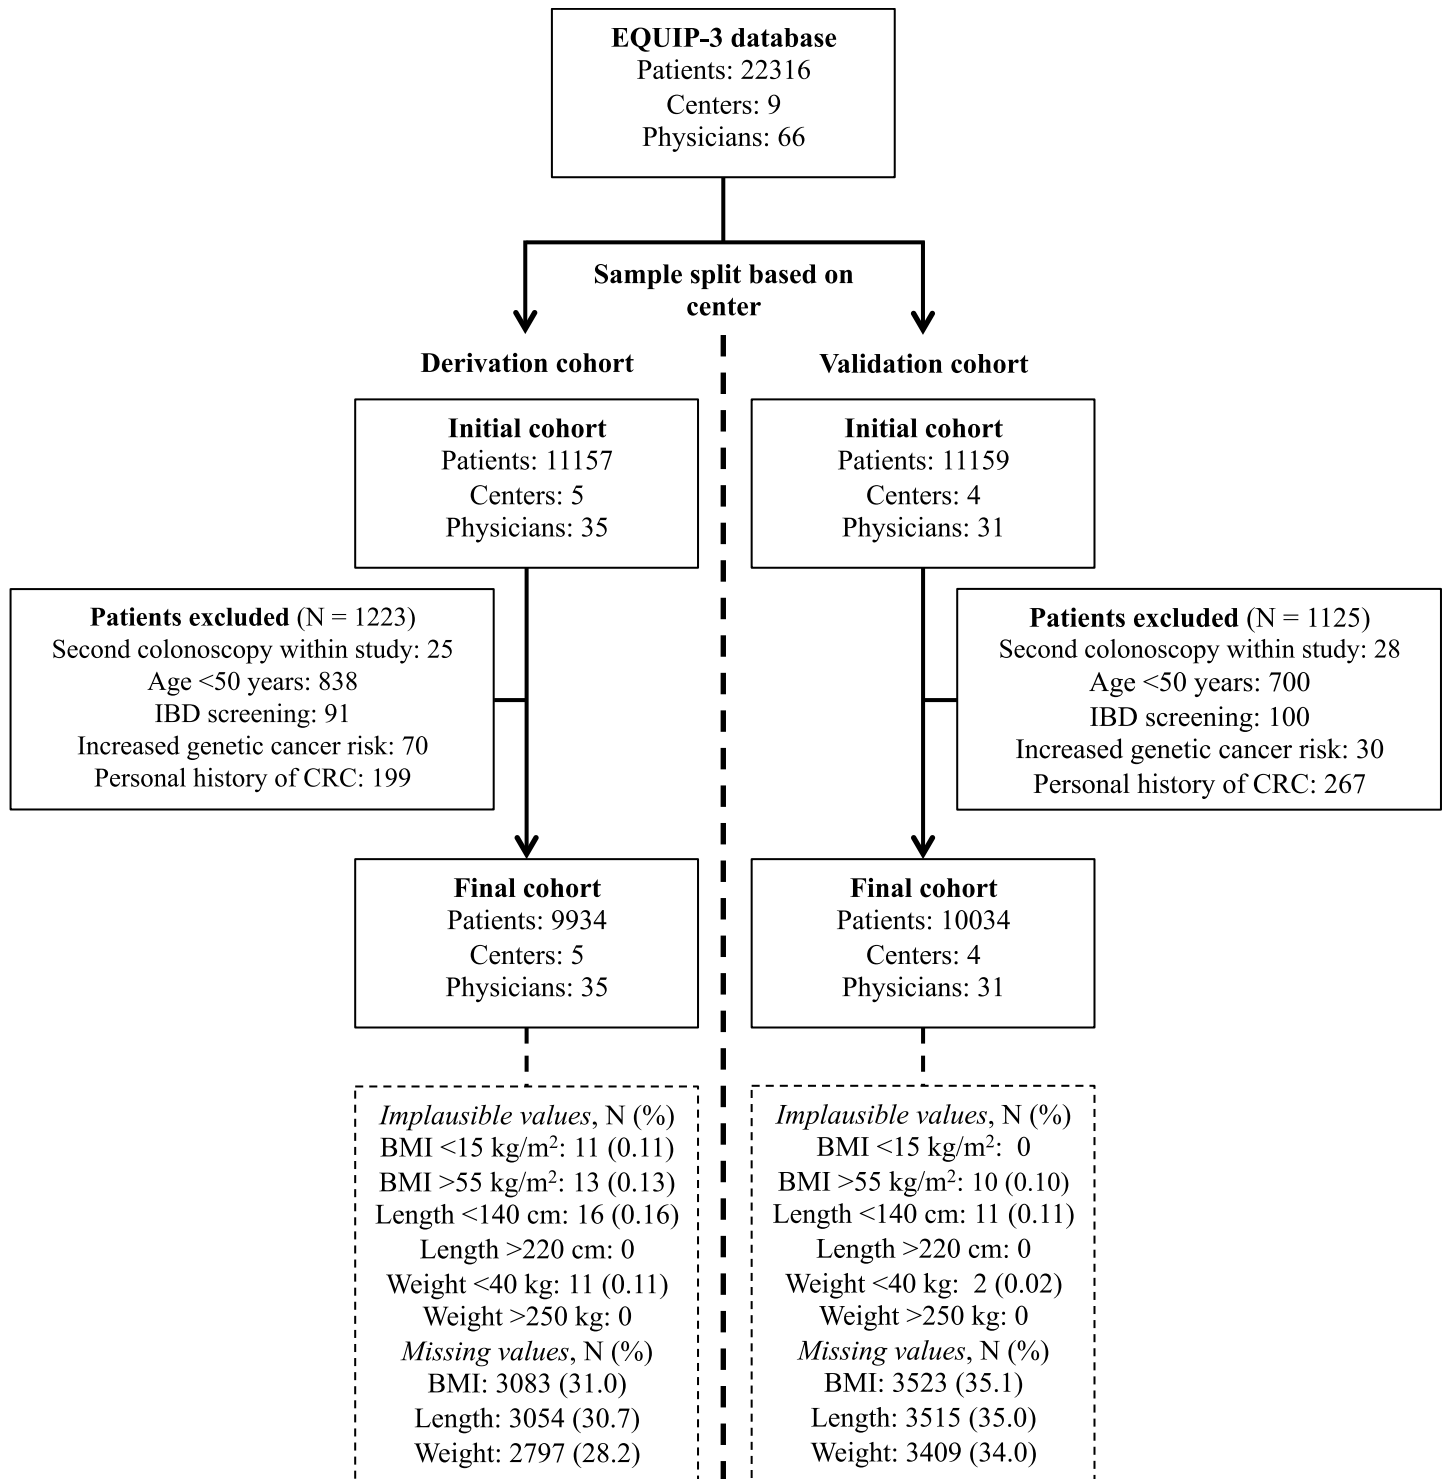 EQUIP-3 database
Patients: 22316
Centers: 9
Physicians: 66
Sample split based on
center
Derivation cohort
Initial cohort
Patients: 11157
Centers: 5
Physicians: 35
Patients excluded (N = 1223)
Second colonoscopy within study: 25
Age <50 years: 838
IBD screening: 91
Increased genetic cancer risk: 70
Personal history of CRC: 199
Final cohort
Patients: 9934
Centers: 5
Physicians: 35
Implausible values, N (%)
BMI <15 kg/m²: 11 (0.11)
BMI >55 kg/m²: 13 (0.13)
Length <140 cm: 16 (0.16)
Length >220 cm: 0
Weight <40 kg: 11 (0.11)
Weight >250 kg: 0
Missing values, N (%)
BMI: 3083 (31.0)
Length: 3054 (30.7)
Weight: 2797 (28.2)
Validation cohort
Initial cohort
Patients: 11159
Centers: 4
Physicians: 31
Patients excluded (N = 1125)
Second colonoscopy within study: 28
Age <50 years: 700
IBD screening: 100
Increased genetic cancer risk: 30
Personal history of CRC: 267
Final cohort
Patients: 10034
Centers: 4
Physicians: 31
Implausible values, N (%)
BMI <15 kg/m²: 0
BMI >55 kg/m²: 10 (0.10)
Length <140 cm: 11 (0.11)
Length >220 cm: 0
Weight <40 kg: 2 (0.02)
Weight >250 kg: 0
Missing values, N (%)
BMI: 3523 (35.1)
Length: 3515 (35.0)
Weight: 3409 (34.0)